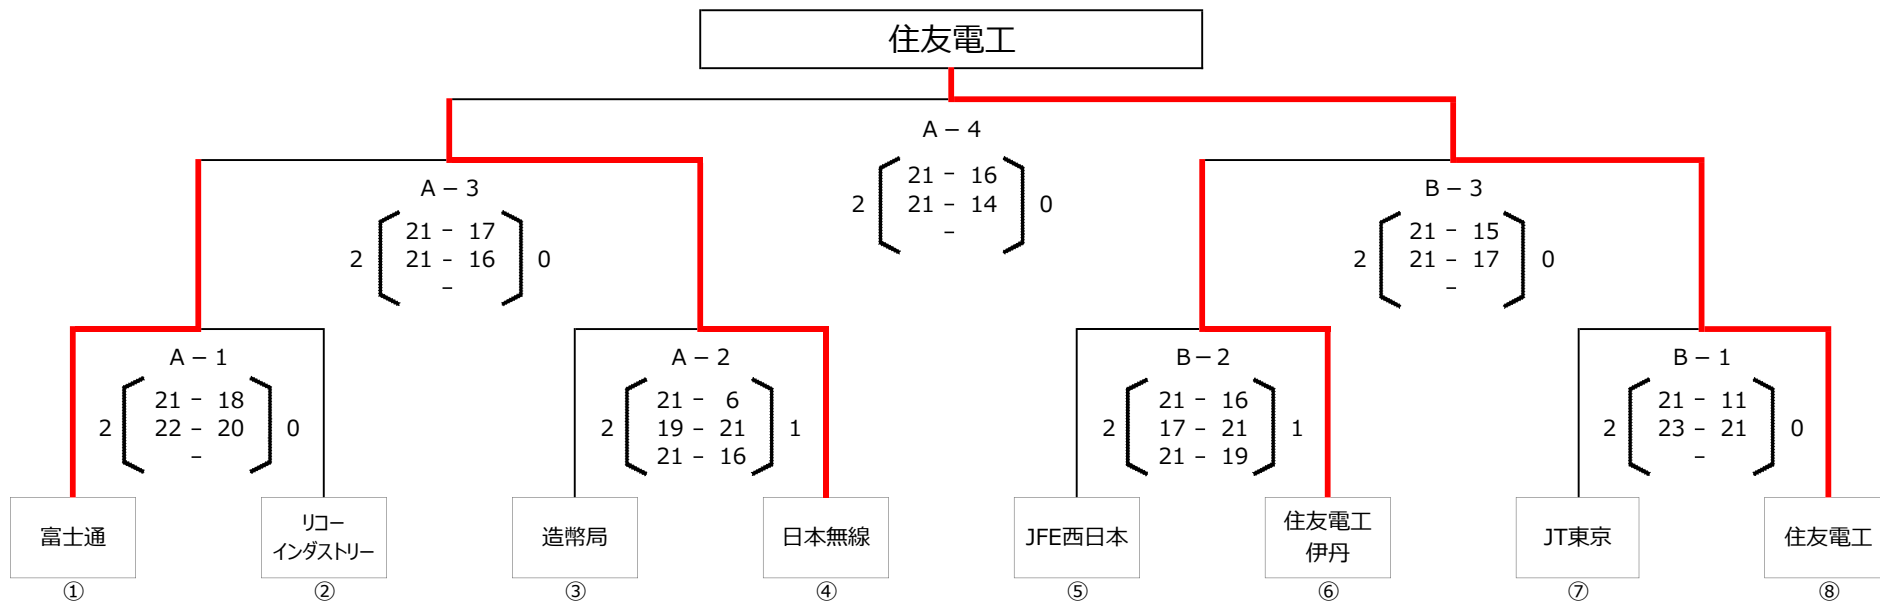 住友電工
A − 4
21 − 16
2 21 − 14 0
−
A − 3
21 − 17
2 21 − 16 0
−
B − 3
21 − 15
2 21 − 17 0
−
A − 1
21 − 18
2 22 − 20 0
−
A − 2
21 − 6
2 19 − 21 1
21 − 16
B − 2
21 − 16
2 17 − 21 1
21 − 19
B − 1
21 − 11
2 23 − 21 0
−
富士通
リコー
インダストリー
造幣局
日本無線
JFE西日本
住友電工
伊丹
JT東京
住友電工
① ② ③ ④ ⑤ ⑥ ⑦ ⑧